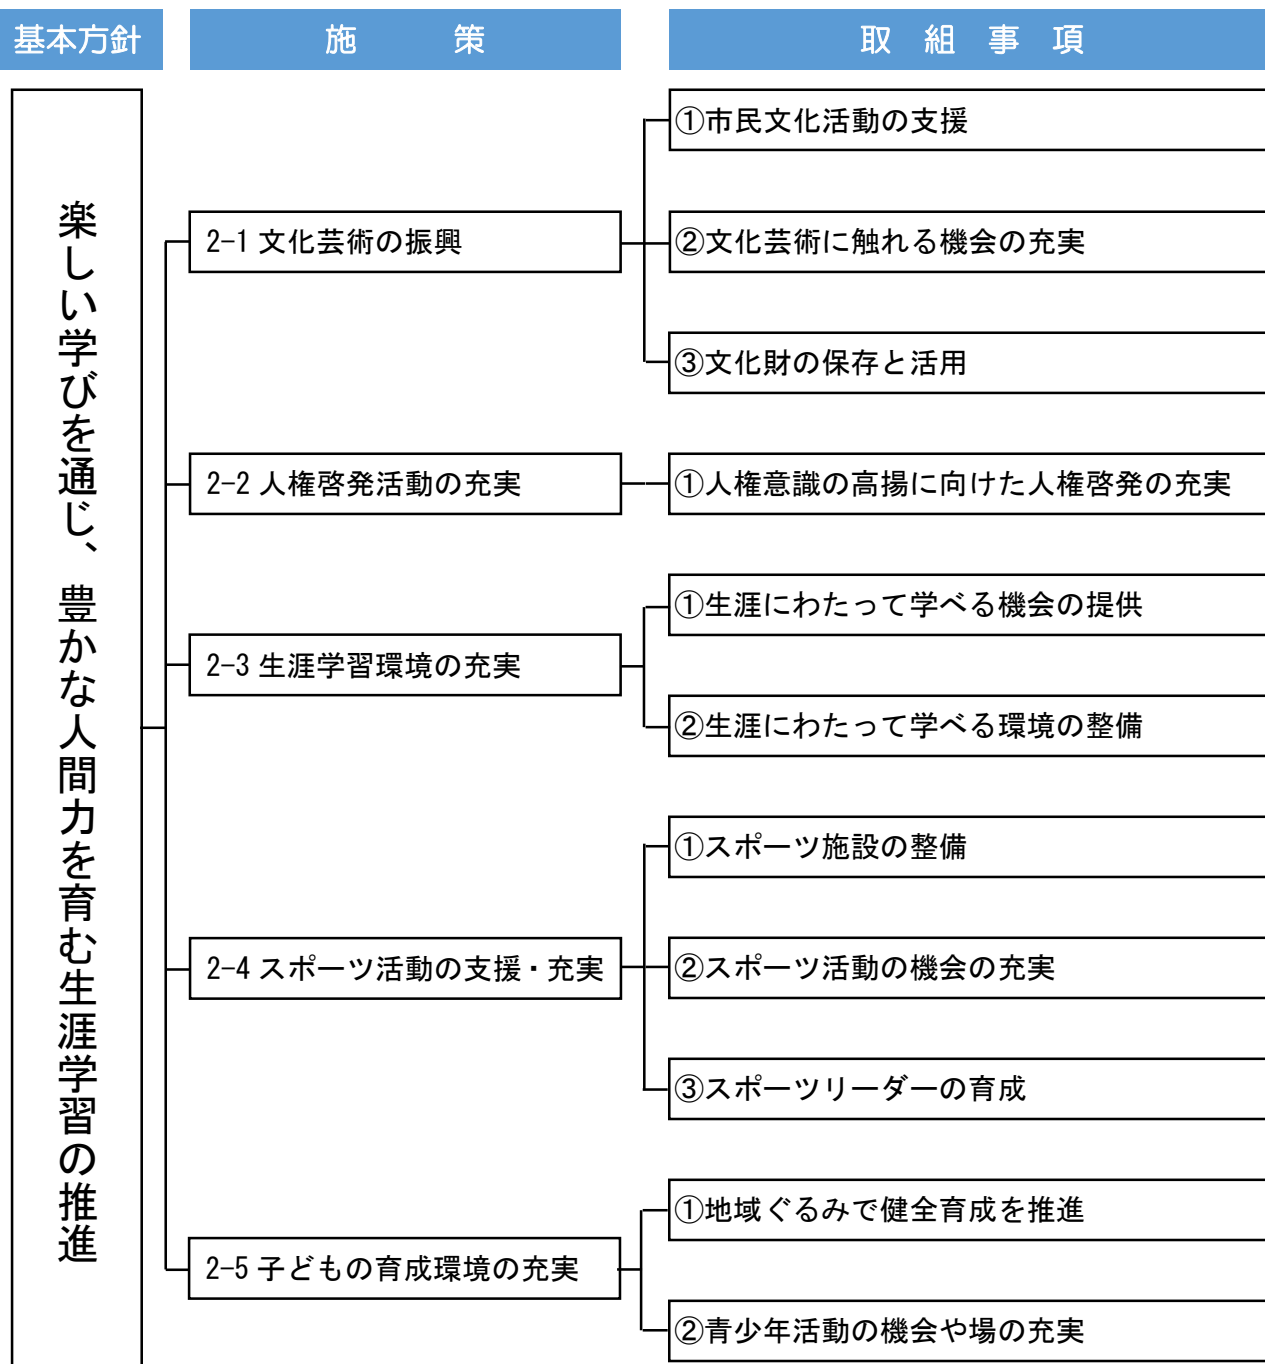 基本方針
施策
取組事項
楽しい学びを通じ、豊かな人間力を育む生涯学習の推進
2-1 文化芸術の振興
①市民文化活動の支援
②文化芸術に触れる機会の充実
③文化財の保存と活用
2-2 人権啓発活動の充実
①人権意識の高揚に向けた人権啓発の充実
2-3 生涯学習環境の充実
①生涯にわたって学べる機会の提供
②生涯にわたって学べる環境の整備
2-4 スポーツ活動の支援・充実
①スポーツ施設の整備
②スポーツ活動の機会の充実
③スポーツリーダーの育成
2-5 子どもの育成環境の充実
①地域ぐるみで健全育成を推進
②青少年活動の機会や場の充実